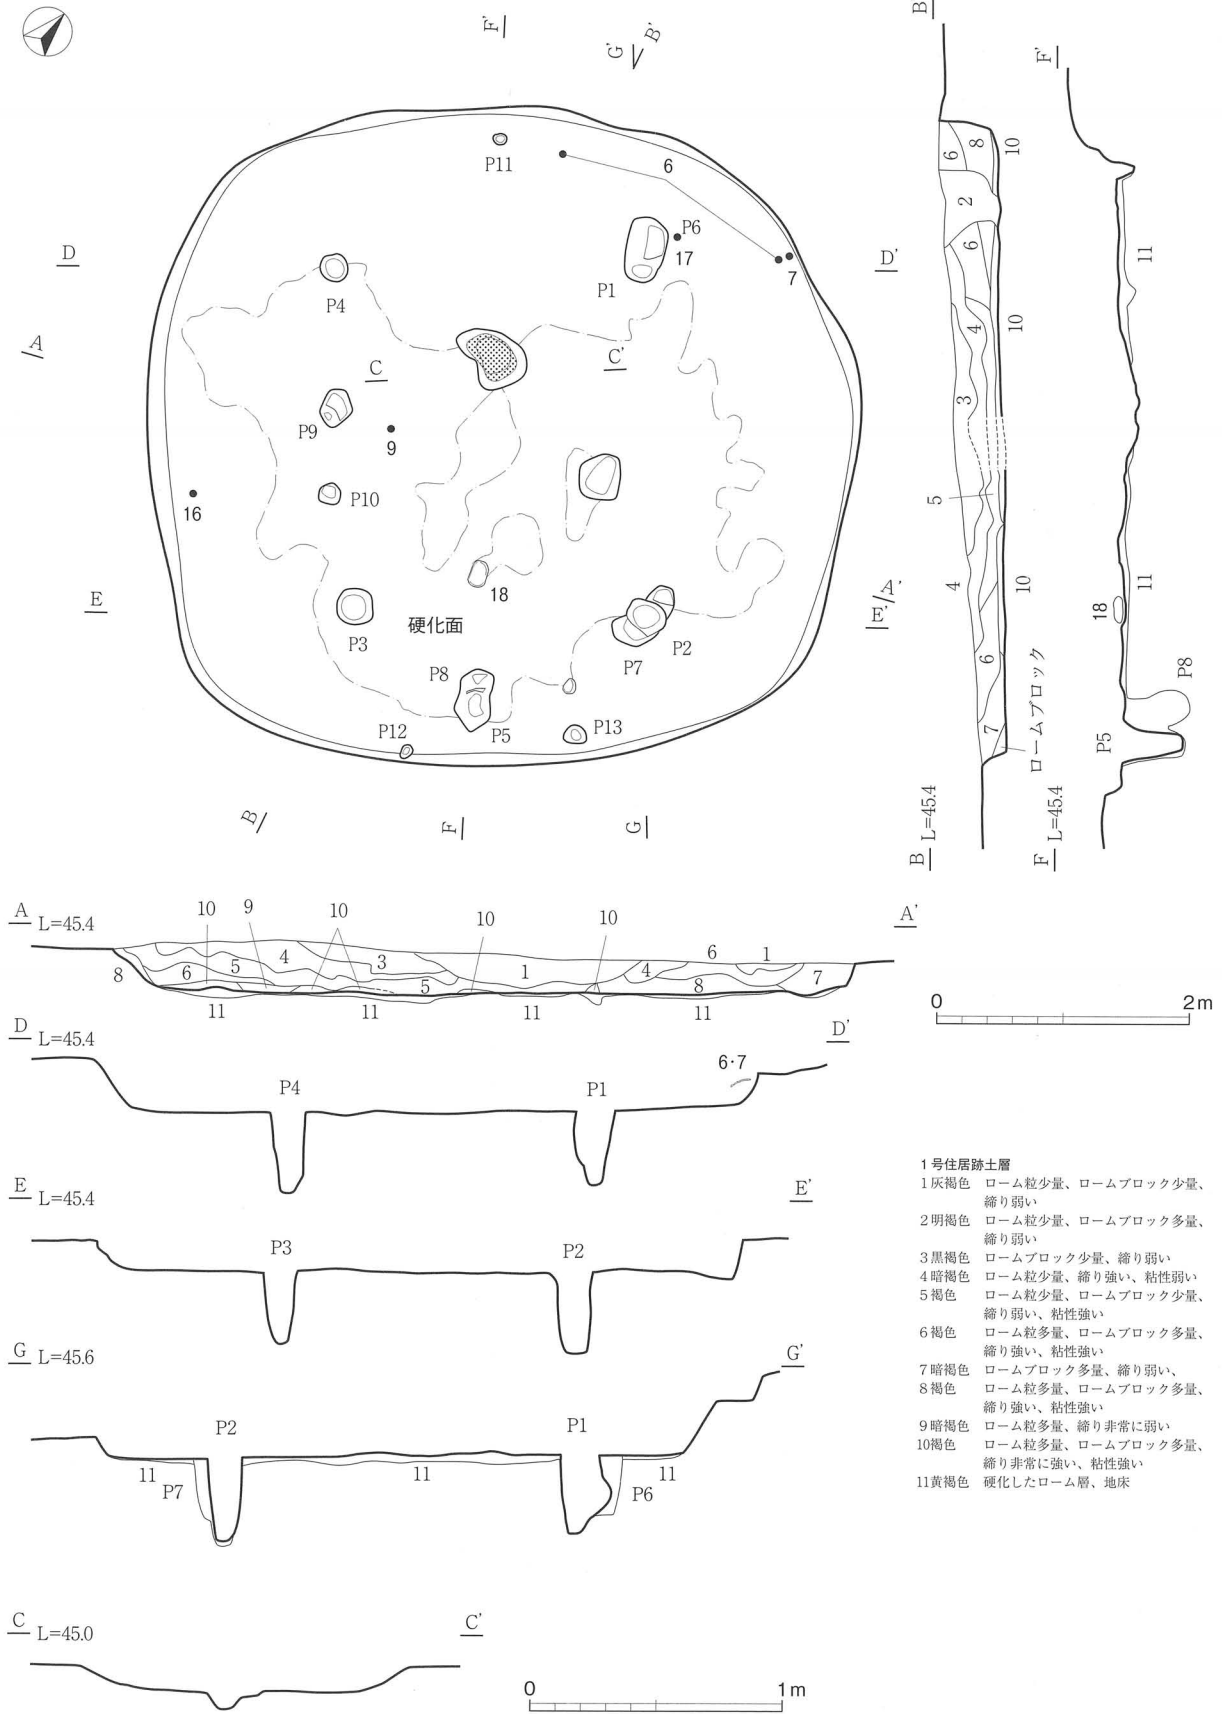 F'
G'
B'
P11
6
P6
17
7
P1
D
D'
P4
A
C
C'
P9
9
P10
16
18
E
A'
E'
P3
硬化面
P2
P7
P8
P5
P12
P13
B
F
G
B'
6
8
10
2
6
4
10
3
5
4
10
6
7
ロームブロック
B L=45.4
F'
11
11
18
P8
P5
F L=45.4
A L=45.4
A'
10
9
10
10
10
8
6
5
4
3
1
5
4
6
1
8
7
11
11
11
11
0
2m
D L=45.4
D'
P4
P1
6・7
E L=45.4
E'
P3
P2
G L=45.6
G'
P2
P1
11
P7
11
P6
11
C L=45.0
C'
0
1m
1号住居跡土層
1灰褐色 ローム粒少量、ロームブロック少量、
締り弱い
2明褐色 ローム粒少量、ロームブロック多量、
締り弱い
3黒褐色 ロームブロック少量、締り弱い
4暗褐色 ローム粒少量、締り強い、粘性弱い
5褐色 ローム粒少量、ロームブロック少量、
締り弱い、粘性強い
6褐色 ローム粒多量、ロームブロック多量、
締り強い、粘性強い
7暗褐色 ロームブロック多量、締り弱い、
8褐色 ローム粒多量、ロームブロック多量、
締り強い、粘性強い
9暗褐色 ローム粒多量、締り非常に弱い
10褐色 ローム粒多量、ロームブロック多量、
締り非常に強い、粘性強い
11黄褐色 硬化したローム層、地床